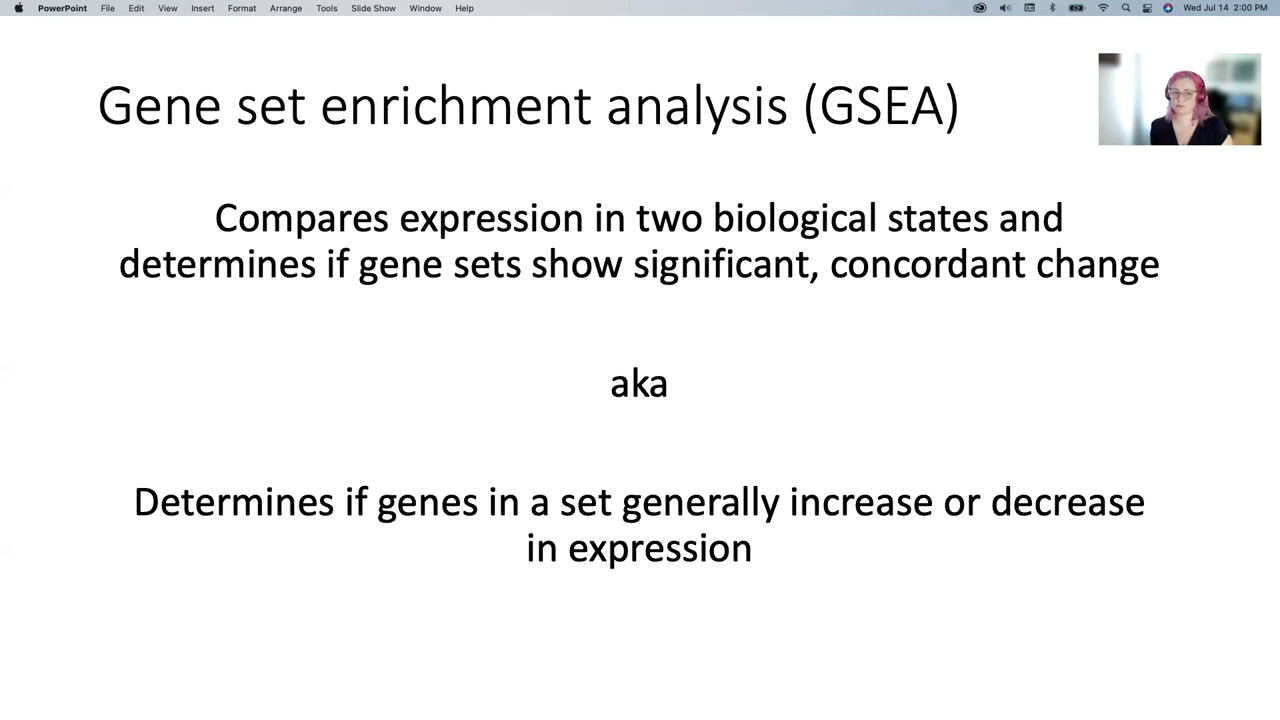 PowerPoint File Edit View Insert Format Arrange Tools Slide Show Window Help Wed Jul 14 2:00 PM
Gene set enrichment analysis (GSEA)
Compares expression in two biological states and
determines if gene sets show significant, concordant change
aka
Determines if genes in a set generally increase or decrease
in expression